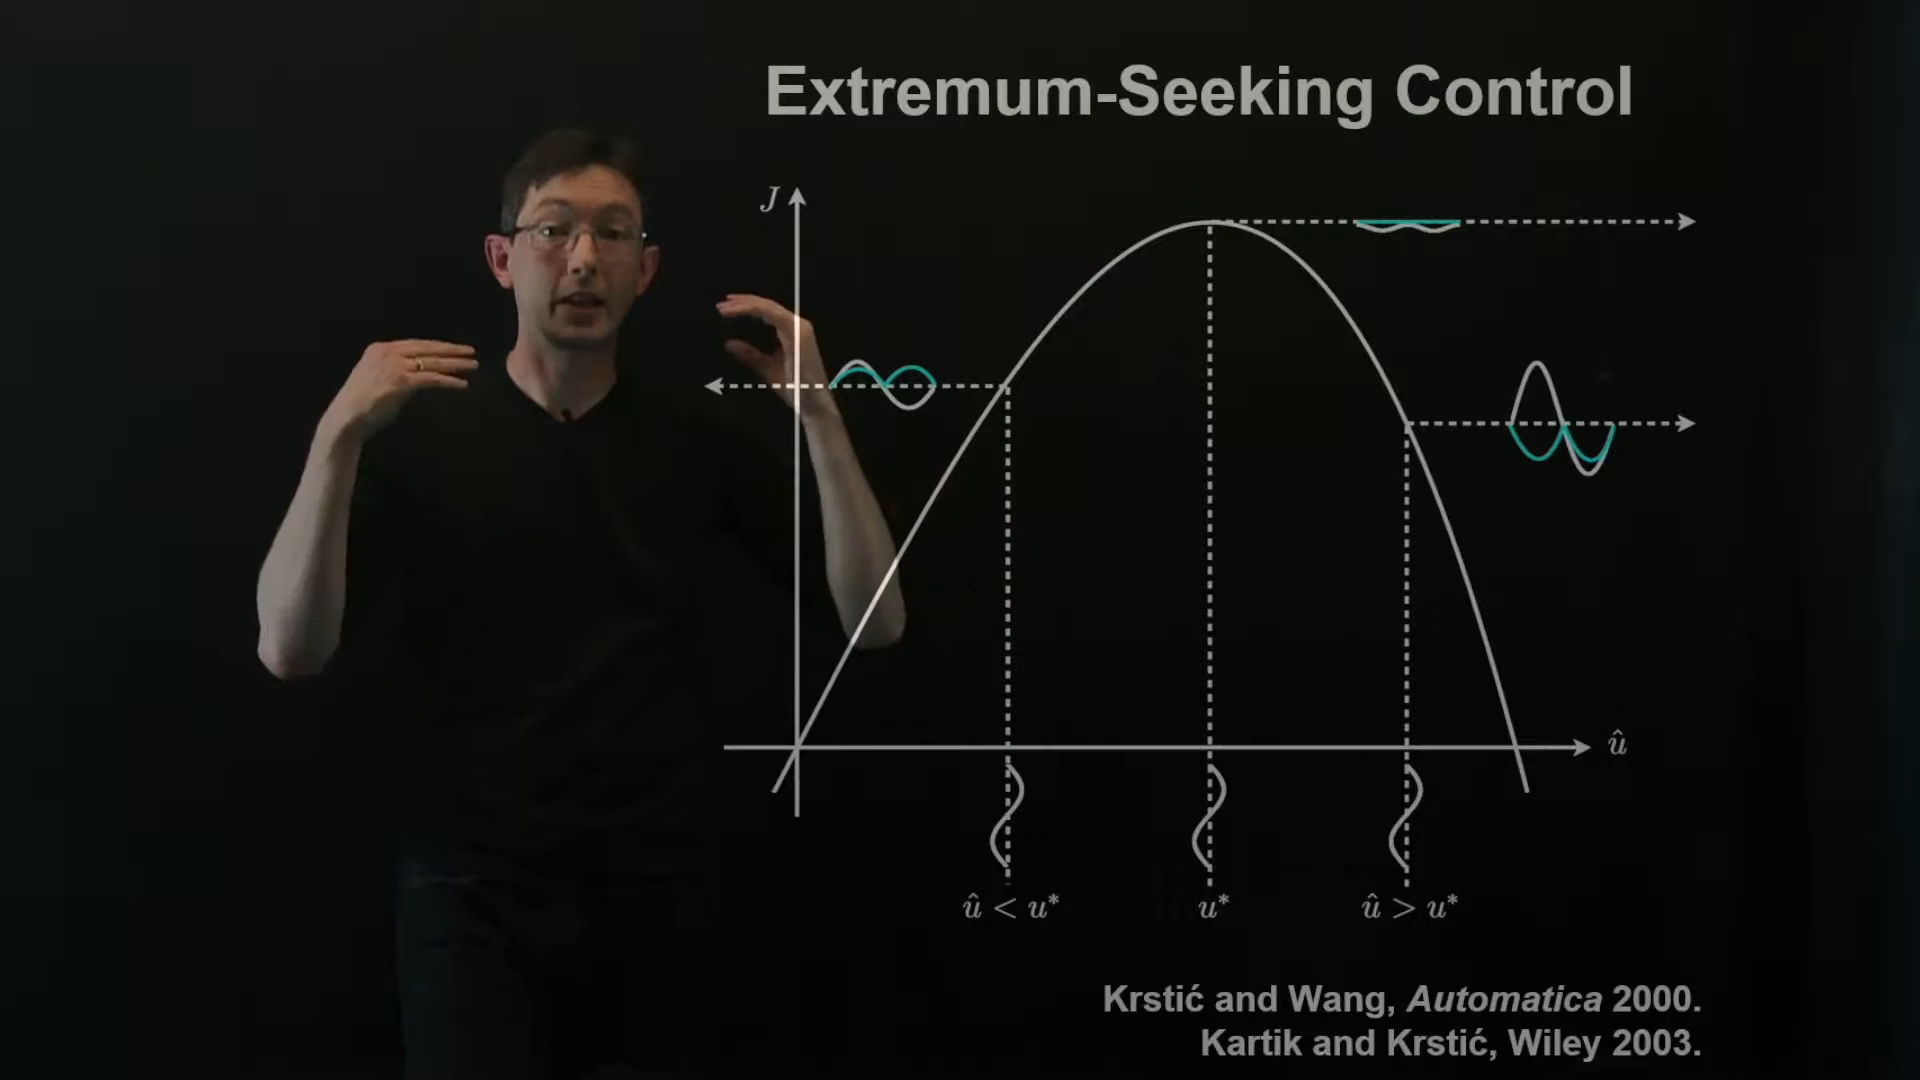 Extremum-Seeking Control
J
û
û < u*
u*
û > u*
Krstić and Wang, Automatica 2000.
Kartik and Krstić, Wiley 2003.